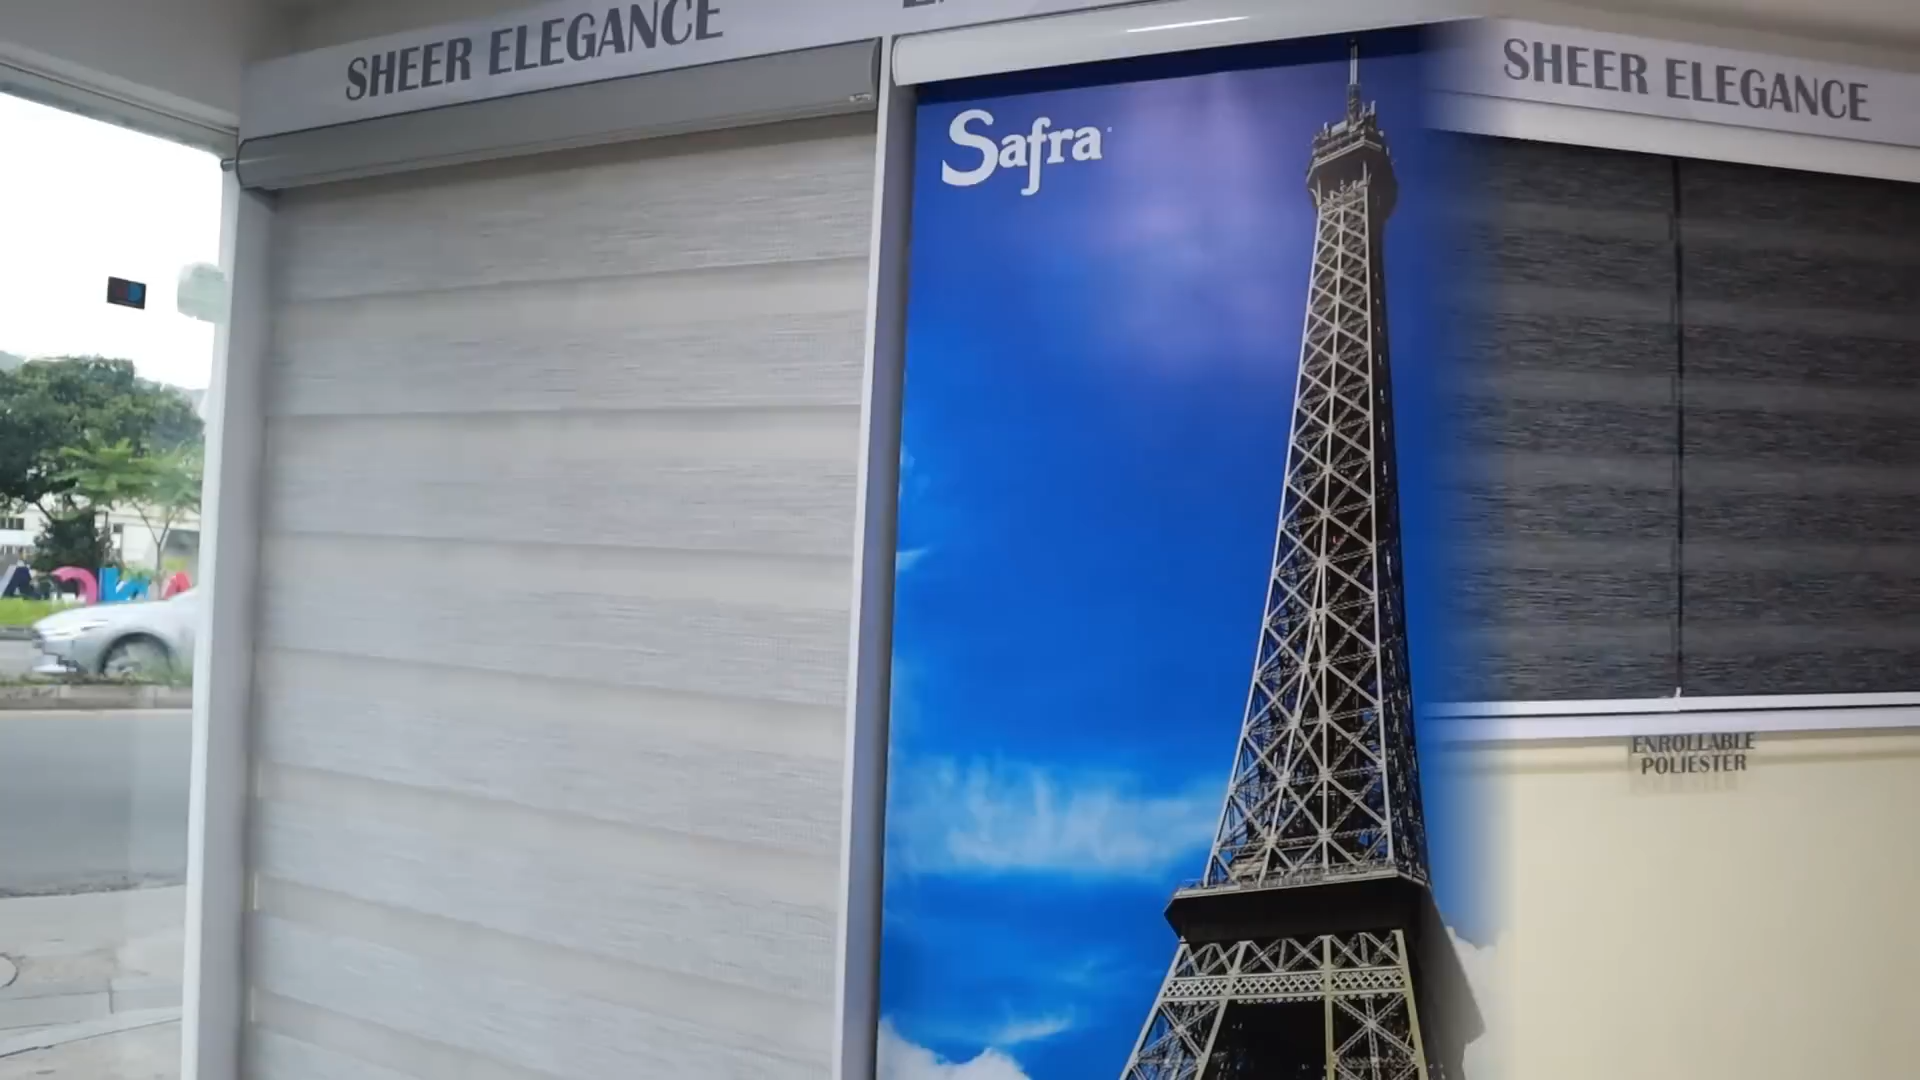 SHEER ELEGANCE
Safra
SHEER ELEGANCE
ENROLLABLE
POLIESTER